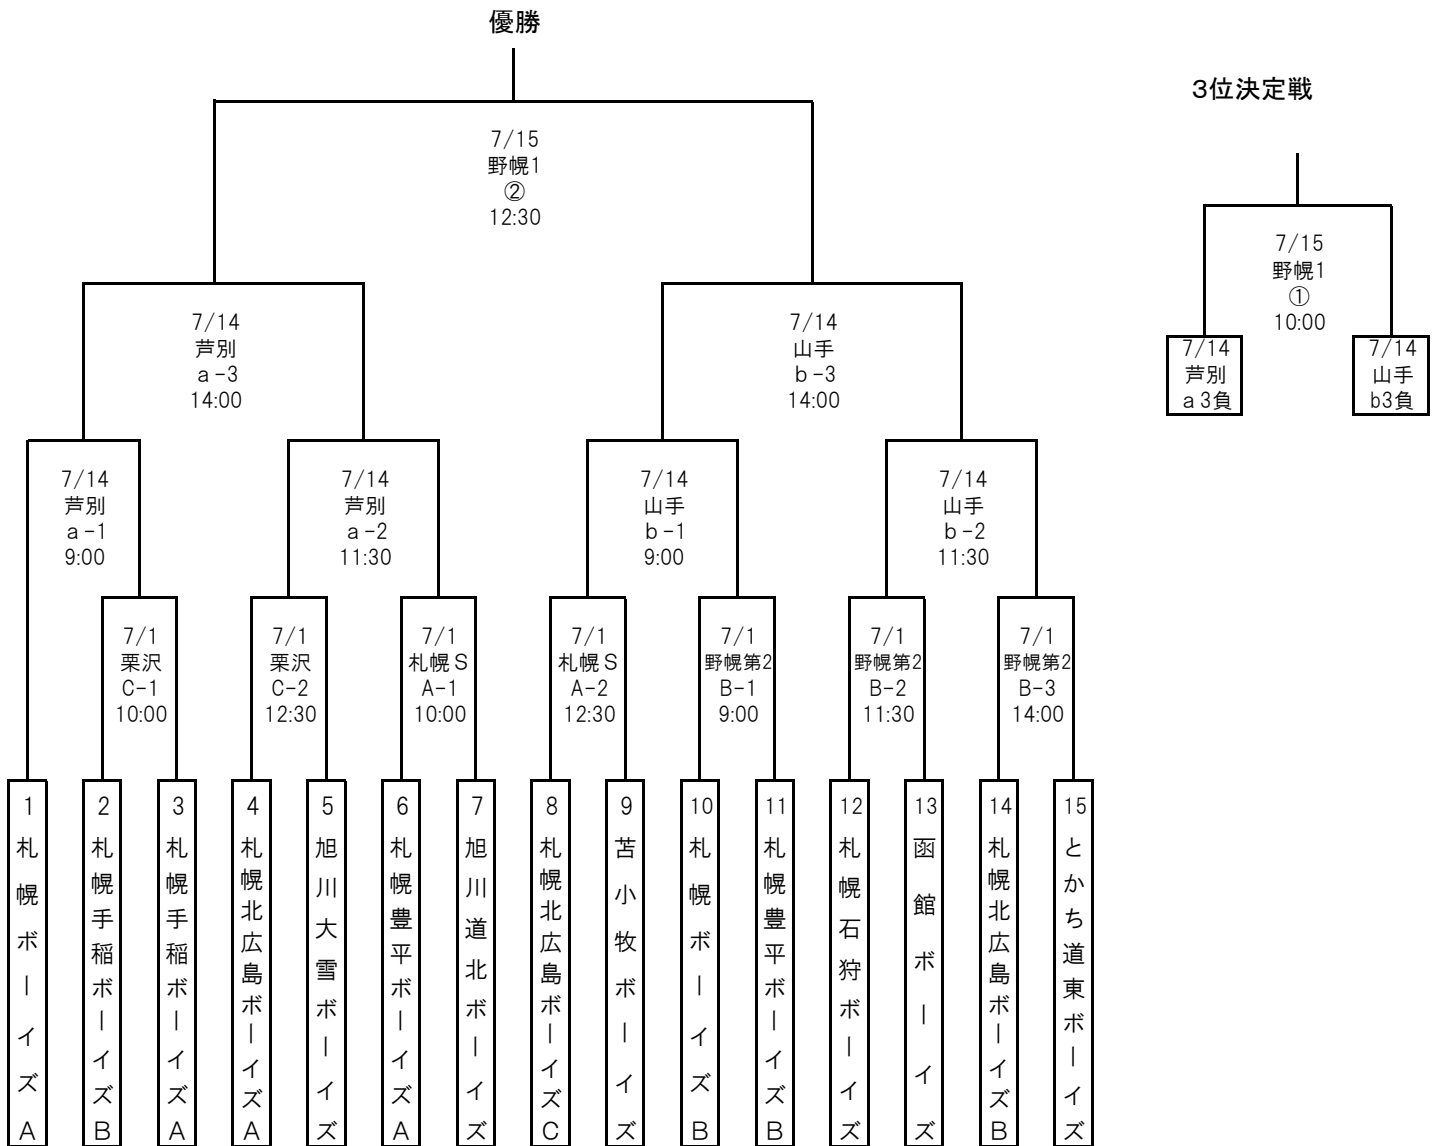 優勝
3位決定戦
7/15
野幌1
②
12:30
7/15
野幌1
①
10:00
7/14
芦別
a3負
7/14
山手
b3負
7/14
芦別
a-3
14:00
7/14
山手
b-3
14:00
7/14
芦別
a-1
9:00
7/14
芦別
a-2
11:30
7/14
山手
b-1
9:00
7/14
山手
b-2
11:30
7/1
栗沢
C-1
10:00
7/1
栗沢
C-2
12:30
7/1
札幌S
A-1
10:00
7/1
札幌S
A-2
12:30
7/1
野幌第2
B-1
9:00
7/1
野幌第2
B-2
11:30
7/1
野幌第2
B-3
14:00
1
札幌ボーイズA
2
札幌手稲ボーイズB
3
札幌手稲ボーイズA
4
札幌北広島ボーイズA
5
旭川大雪ボーイズ
6
札幌豊平ボーイズA
7
旭川道北ボーイズ
8
札幌北広島ボーイズC
9
苫小牧ボーイズ
10
札幌ボーイズB
11
札幌豊平ボーイズB
12
札幌石狩ボーイズ
13
函館ボーイズ
14
札幌北広島ボーイズB
15
とかち道東ボーイズ